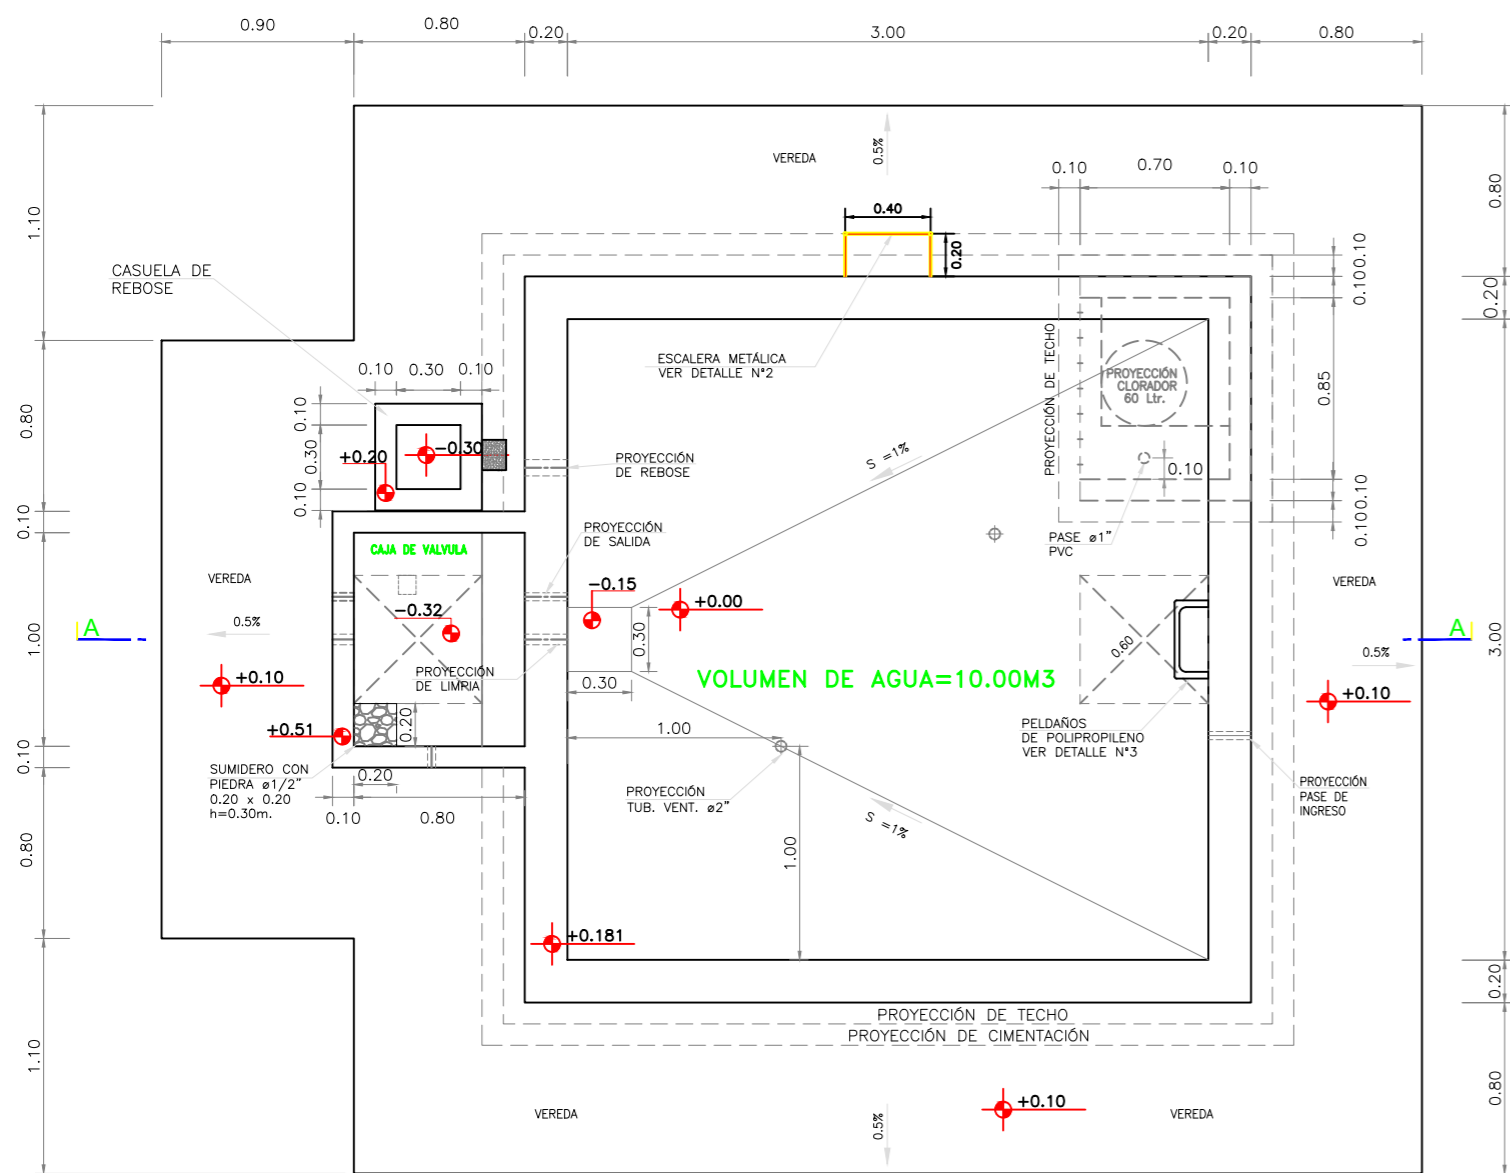 0.90
0.80
0.20
3.00
0.20
0.80
VEREDA
0.5%
0.10
0.70
0.10
0.80
1.10
0.40
0.20
CASUELA DE
REBOSE
0.10
0.10
0.20
ESCALERA METÁLICA
VER DETALLE N°2
PROYECCIÓN DE TECHO
PROYECCIÓN
CLORADOR
60 Ltr.
0.85
0.10
0.30
0.10
0.80
0.10
0.30
0.10
-0.30
+0.20
PROYECCIÓN
DE REBOSE
S =1%
0.10
0.10
0.10
0.10
PROYECCIÓN
DE SALIDA
PASE ø1"
PVC
CAJA DE VALVULA
VEREDA
VEREDA
-0.15
+0.00
-0.32
0.5%
A
A
1.00
3.00
0.30
0.60
0.5%
PROYECCIÓN
DE LIMRIA
0.30
VOLUMEN DE AGUA=10.00M3
+0.10
+0.10
+0.51
0.20
1.00
PELDAÑOS
DE POLIPROPILENO
VER DETALLE N°3
0.10
SUMIDERO CON
PIEDRA ø1/2"
0.20 x 0.20
h=0.30m.
0.20
0.10
0.80
PROYECCIÓN
TUB. VENT. ø2"
PROYECCIÓN
PASE DE
INGRESO
S =1%
1.00
0.80
+0.181
0.20
PROYECCIÓN DE TECHO
PROYECCIÓN DE CIMENTACIÓN
1.10
0.80
+0.10
VEREDA
0.5%
VEREDA